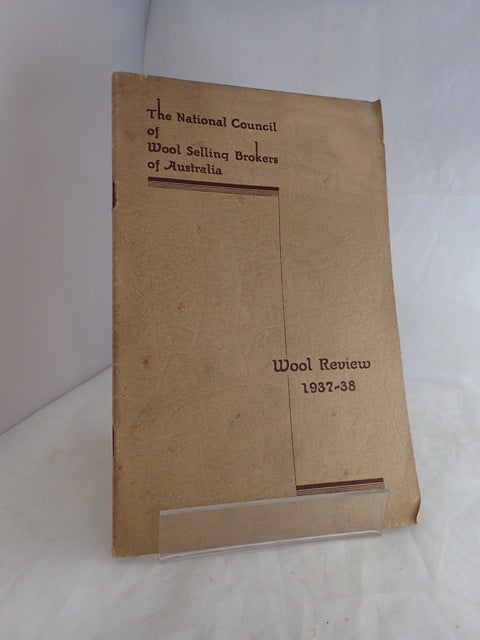 The National Council
of
Wool Selling Brokers
of Australia
Wool Review
1937-38